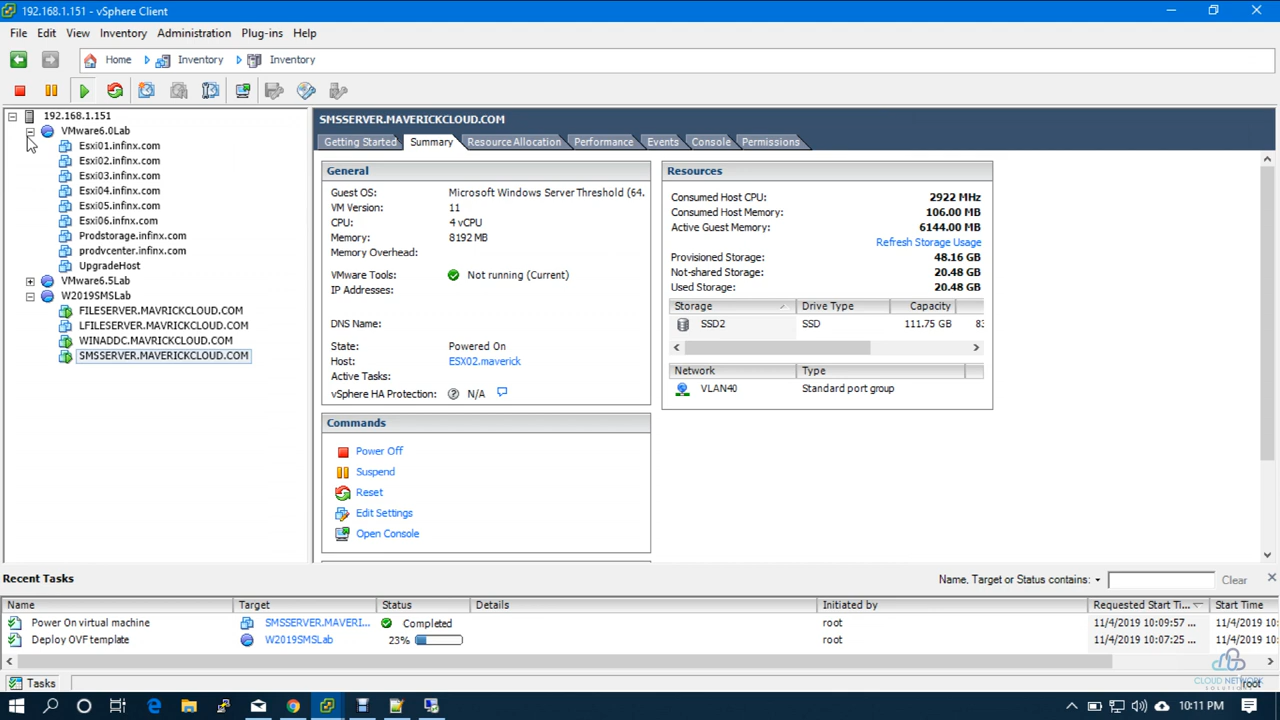 192.168.1.151 - vSphere Client
File Edit View Inventory Administration Plug-ins Help
Home Inventory Inventory
192.168.1.151
VMware6.0Lab
Esxi01.infinx.com
Esxi02.infinx.com
Esxi03.infinx.com
Esxi04.infinx.com
Esxi05.infinx.com
Esxi06.infnx.com
Prodstorage.infinx.com
prodvcenter.infinx.com
UpgradeHost
VMware6.5Lab
W2019SMSLab
FILESERVER.MAVRICKCLOUD.COM
LFILESERVER.MAVRICKCLOUD.COM
WINADDC.MAVRICKCLOUD.COM
SMSSERVER.MAVERICKCLOUD.COM
SMSSERVER.MAVERICKCLOUD.COM
Getting Started Summary Resource Allocation Performance Events Console Permissions
General
Guest OS: Microsoft Windows Server Threshold (64.
VM Version: 11
CPU: 4 vCPU
Memory: 8192 MB
Memory Overhead:
VMware Tools: Not running (Current)
IP Addresses:
DNS Name:
State: Powered On
Host: ESX02.maverick
Active Tasks:
vSphere HA Protection: N/A
Commands
Power Off
Suspend
Reset
Edit Settings
Open Console
Resources
Consumed Host CPU: 2922 MHz
Consumed Host Memory: 106.00 MB
Active Guest Memory: 6144.00 MB
Refresh Storage Usage
Provisioned Storage: 48.16 GB
Not-shared Storage: 20.48 GB
Used Storage: 20.48 GB
Storage Drive Type Capacity
SSD2 SSD 111.75 GB 83
Network Type
VLAN40 Standard port group
Recent Tasks
Name, Target or Status contains: Clear
Name Target Status Details Initiated by Requested Start Ti... Start Time
Power On virtual machine SMSSERVER.MAVERI... Completed root 11/4/2019 10:09:57 ... 11/4/2019 10:
Deploy OVF template W2019SMSLab 23% root 11/4/2019 10:07:25 ... 11/4/2019 10:
Tasks root
CLOUD NETWORK
10:11 PM